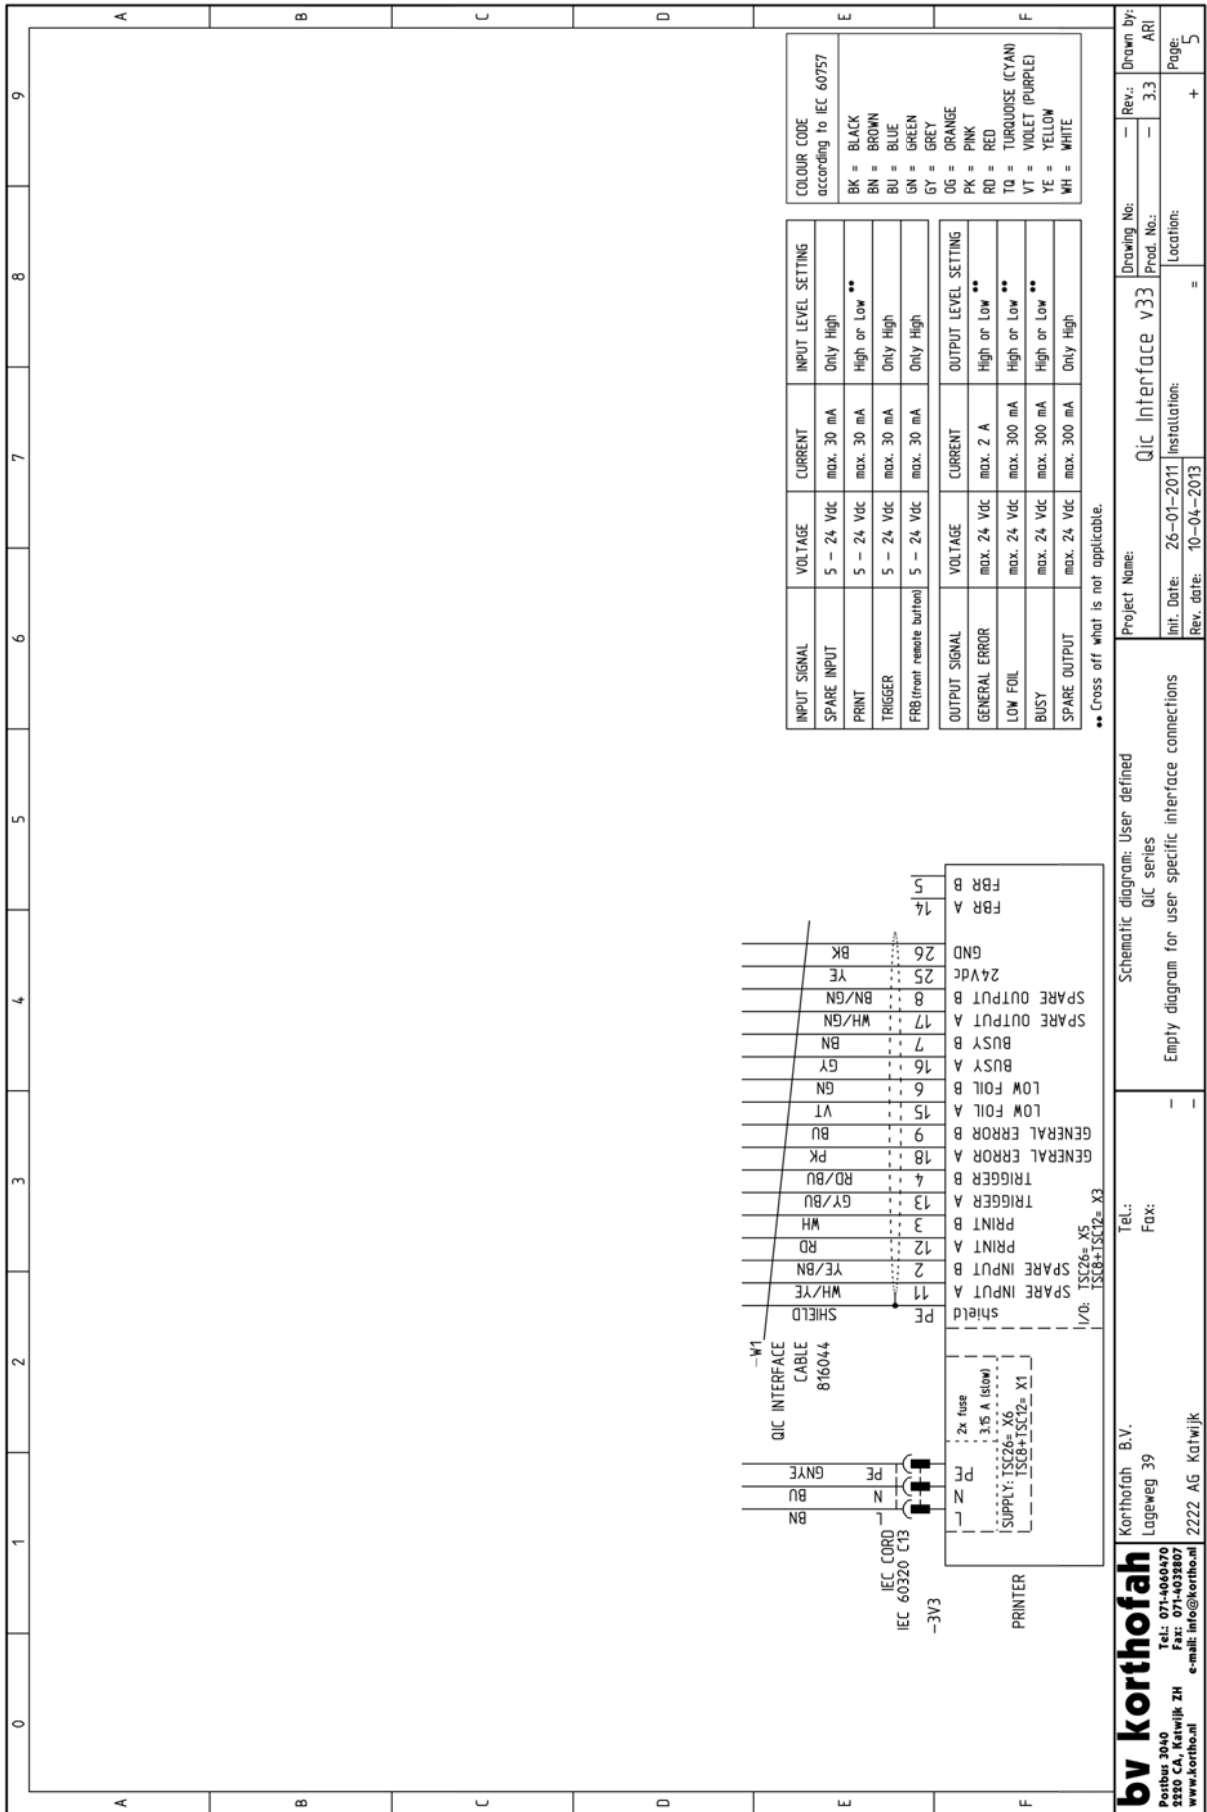 0 1 2 3 4 5 6 7 8 9
A
B
C
D
E
F
A
B
C
D
E
F
INPUT SIGNAL VOLTAGE CURRENT INPUT LEVEL SETTING
SPARE INPUT 5 – 24 Vdc max. 30 mA Only High
PRINT 5 – 24 Vdc max. 30 mA High or Low **
TRIGGER 5 – 24 Vdc max. 30 mA Only High
FRB(front remote button) 5 – 24 Vdc max. 30 mA Only High
OUTPUT SIGNAL VOLTAGE CURRENT OUTPUT LEVEL SETTING
GENERAL ERROR max. 24 Vdc max. 2 A High or Low **
LOW FOIL max. 24 Vdc max. 300 mA High or Low **
BUSY max. 24 Vdc max. 300 mA High or Low **
SPARE OUTPUT max. 24 Vdc max. 300 mA Only High
** Cross off what is not applicable.
COLOUR CODE
according to IEC 60757
BK = BLACK
BN = BROWN
BU = BLUE
GN = GREEN
GY = GREY
OG = ORANGE
PK = PINK
RD = RED
TQ = TURQUOISE (CYAN)
VT = VIOLET (PURPLE)
YE = YELLOW
WH = WHITE
-W1
QIC INTERFACE
CABLE
816044
IEC CORD
IEC 60320 C13
-3V3
PRINTER
BN L L
BU N N
GNYE PE PE
2x fuse
3.15 A (slow)
SUPPLY: TSC26= X6
TSC8+TSC12= X1
SHIELD PE shield
WH/YE 11 SPARE INPUT A
YE/BN 2 SPARE INPUT B
RD 12 PRINT A
WH 3 PRINT B
GY/BU 13 TRIGGER A
RD/BU 4 TRIGGER B
PK 18 GENERAL ERROR A
BU 9 GENERAL ERROR B
VT 15 LOW FOIL A
GN 6 LOW FOIL B
GY 16 BUSY A
BN 7 BUSY B
WH/GN 17 SPARE OUTPUT A
BN/GN 8 SPARE OUTPUT B
YE 25 24Vdc
BK 26 GND
14 FBR A
5 FBR B
I/O: TSC26= X5
TSC8+TSC12= X3
bv korthofah
Postbus 3040 Tel.: 071-4060470
2220 CA, Katwijk ZH Fax: 071-4032807
www.kortho.nl e-mail: info@kortho.nl
Korthofah B.V.
Lageweg 39
2222 AG Katwijk
Tel.:
Fax:
–
–
Schematic diagram: User defined
QiC series
Empty diagram for user specific interface connections
Project Name:
Qic Interface v33
Init. Date: 26-01-2011
Rev. date: 10-04-2013
Installation:
=
Drawing No: –
Prod. No.: –
Location:
+
Rev.:
3.3
Drawn by:
ARI
Page:
5